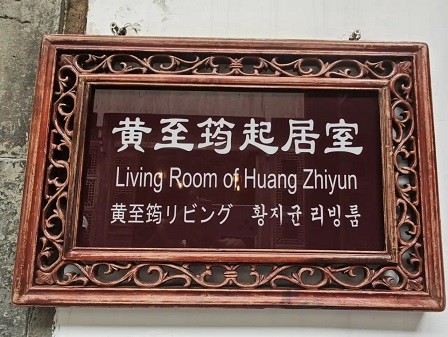 黄至筠起居室
Living Room of Huang Zhiyun
黄至筠リビング 황지균 리빙룸